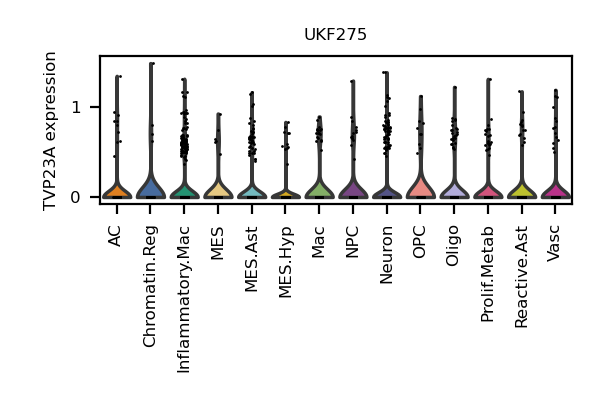 UKF275
TVP23A expression
1
0
AC
Chromatin.Reg
Inflammatory.Mac
MES
MES.Ast
MES.Hyp
Mac
NPC
Neuron
OPC
Oligo
Prolif.Metab
Reactive.Ast
Vasc